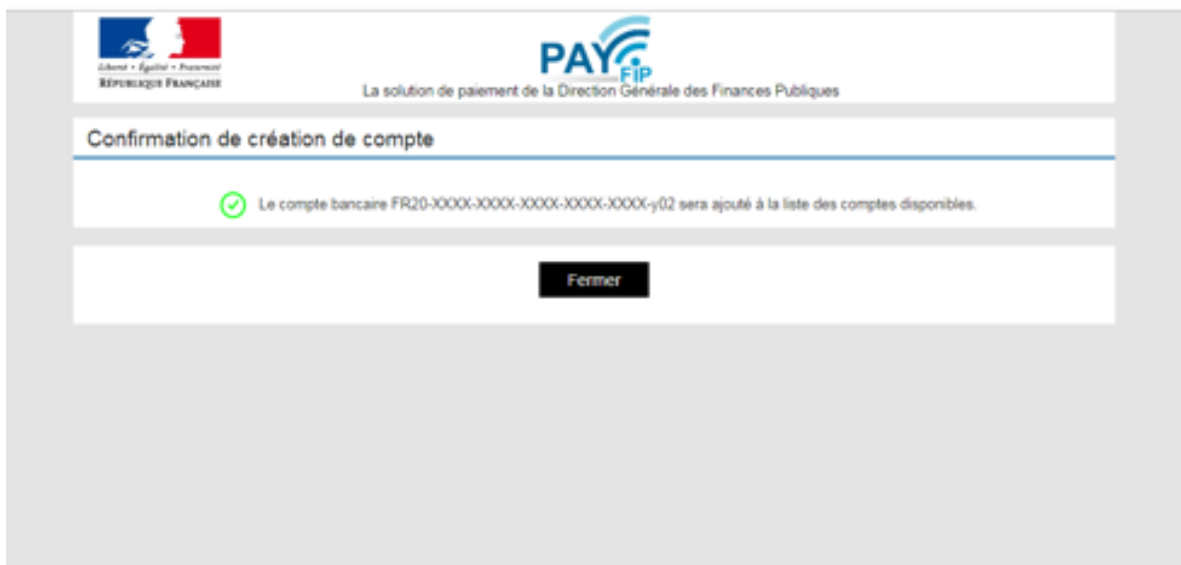 Liberté • Égalité • Fraternité
RÉPUBLIQUE FRANÇAISE
PAY
FIP
La solution de paiement de la Direction Générale des Finances Publiques
Confirmation de création de compte
Le compte bancaire FR20-XXXX-XXXX-XXXX-XXXX-XXXX-y02 sera ajouté à la liste des comptes disponibles.
Fermer